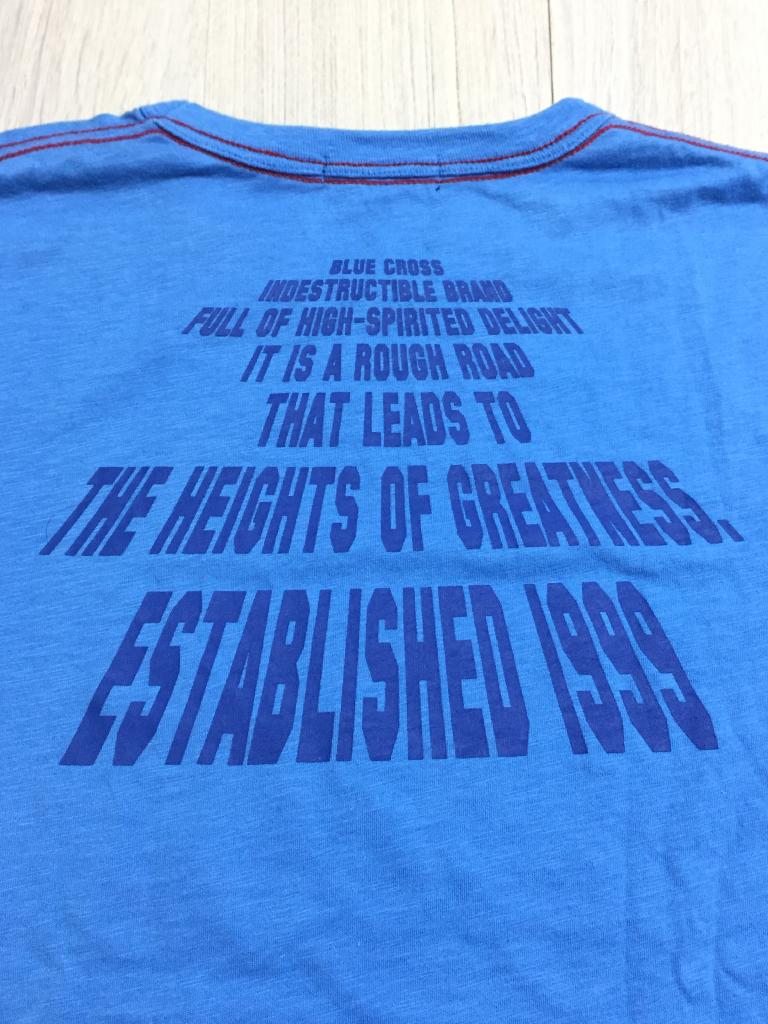 BLUE CROSS
INDESTRUCTIBLE BRAND
FULL OF HIGH-SPIRITED DELIGHT
IT IS A ROUGH ROAD
THAT LEADS TO
THE HEIGHTS OF GREATNESS.
ESTABLISHED 1999